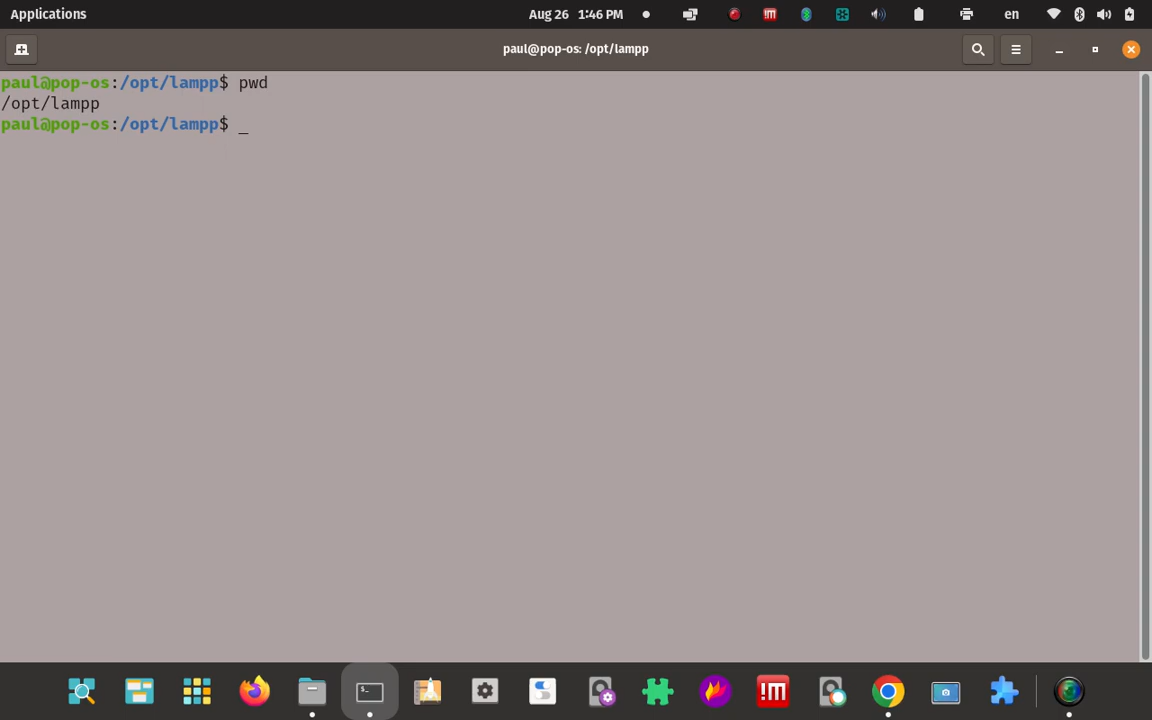 Applications
Aug 26 1:46 PM
en
paul@pop-os: /opt/lampp
paul@pop-os:/opt/lampp$ pwd
/opt/lampp
paul@pop-os:/opt/lampp$ _